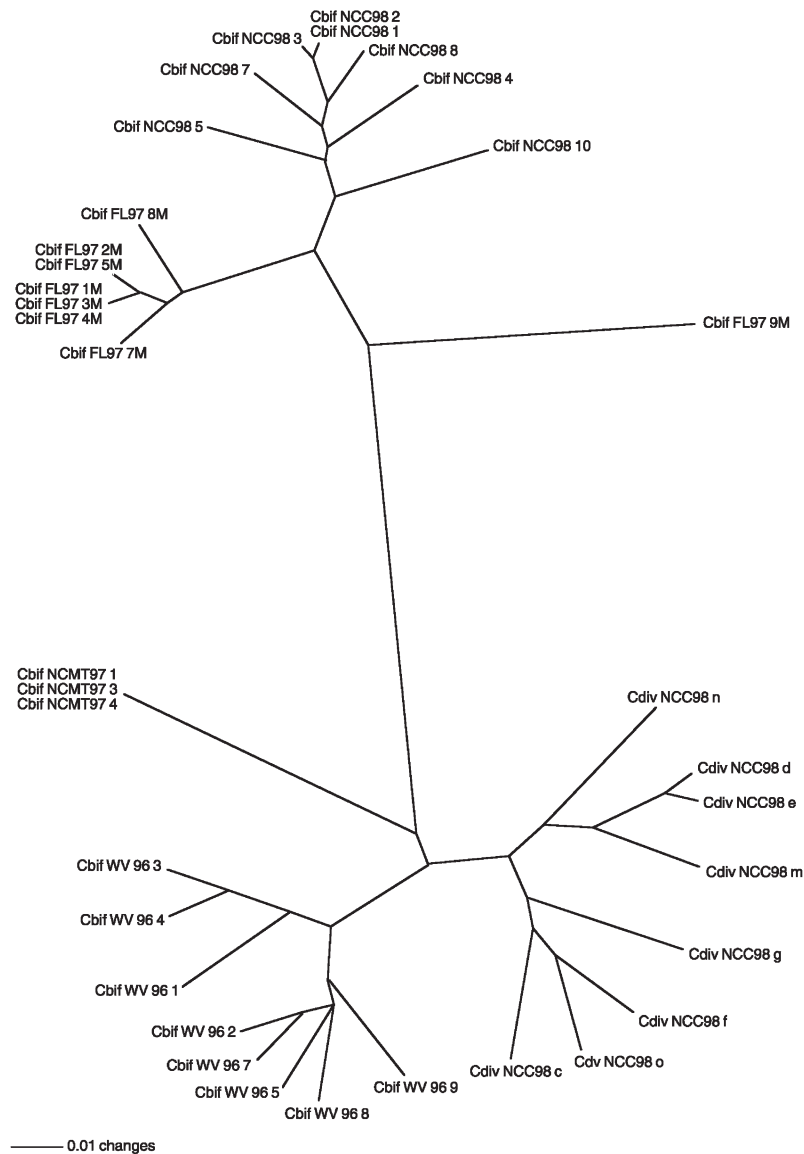 Cbif NCC98 2
Cbif NCC98 1
Cbif NCC98 3
Cbif NCC98 8
Cbif NCC98 7
Cbif NCC98 4
Cbif NCC98 5
Cbif NCC98 10
Cbif FL97 8M
Cbif FL97 2M
Cbif FL97 5M
Cbif FL97 1M
Cbif FL97 3M
Cbif FL97 4M
Cbif FL97 7M
Cbif FL97 9M
Cbif NCMT97 1
Cbif NCMT97 3
Cbif NCMT97 4
Cdiv NCC98 n
Cdiv NCC98 d
Cdiv NCC98 e
Cdiv NCC98 m
Cbif WV 96 3
Cbif WV 96 4
Cbif WV 96 1
Cdiv NCC98 g
Cdiv NCC98 f
Cbif WV 96 2
Cbif WV 96 7
Cdv NCC98 o
Cdiv NCC98 c
Cbif WV 96 5
Cbif WV 96 9
Cbif WV 96 8
0.01 changes